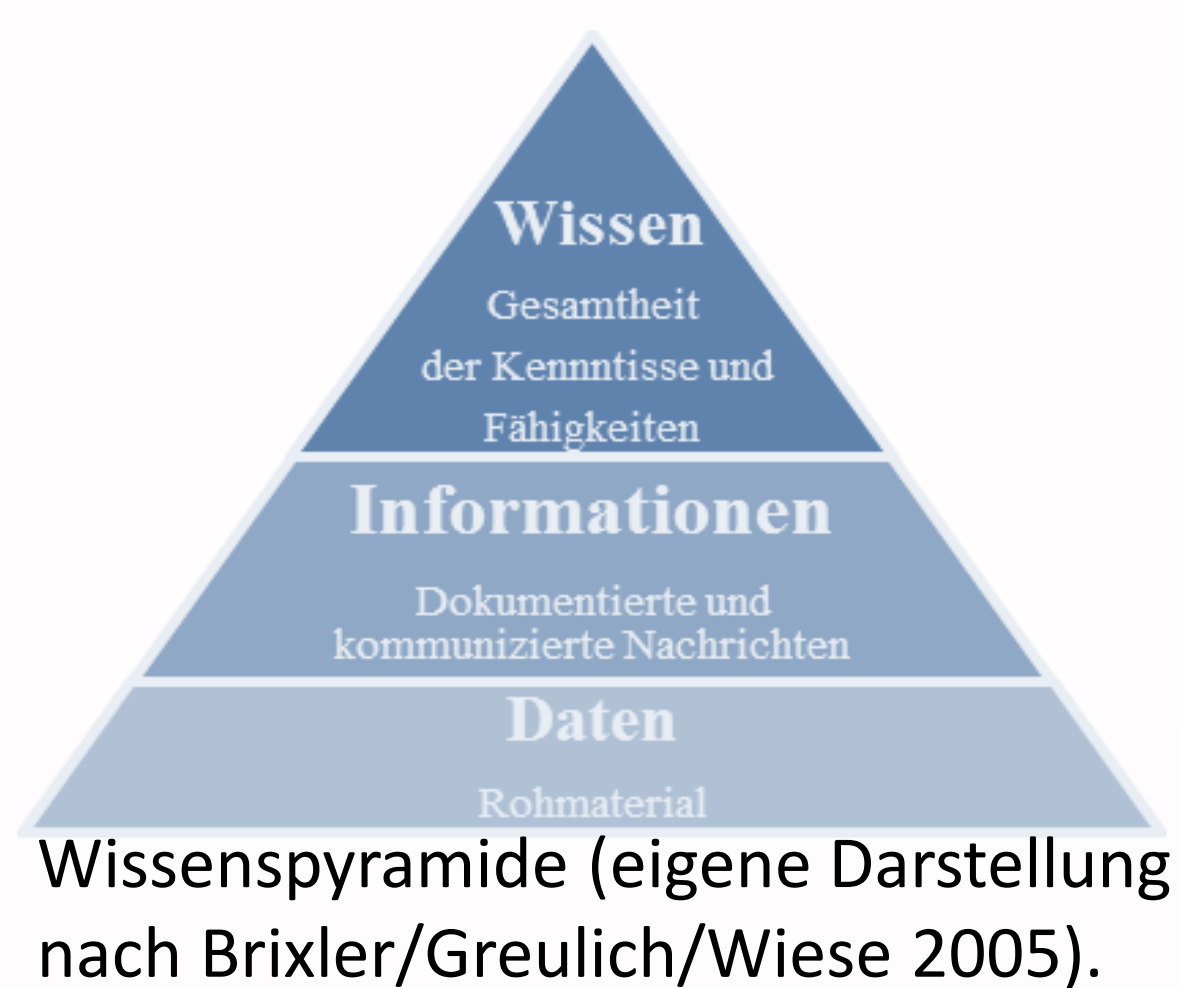 Wissen
Gesamtheit
der Kennntisse und
Fähigkeiten
Informationen
Dokumentierte und
kommunizierte Nachrichten
Daten
Rohmaterial
Wissenspyramide (eigene Darstellung
nach Brixler/Greulich/Wiese 2005).